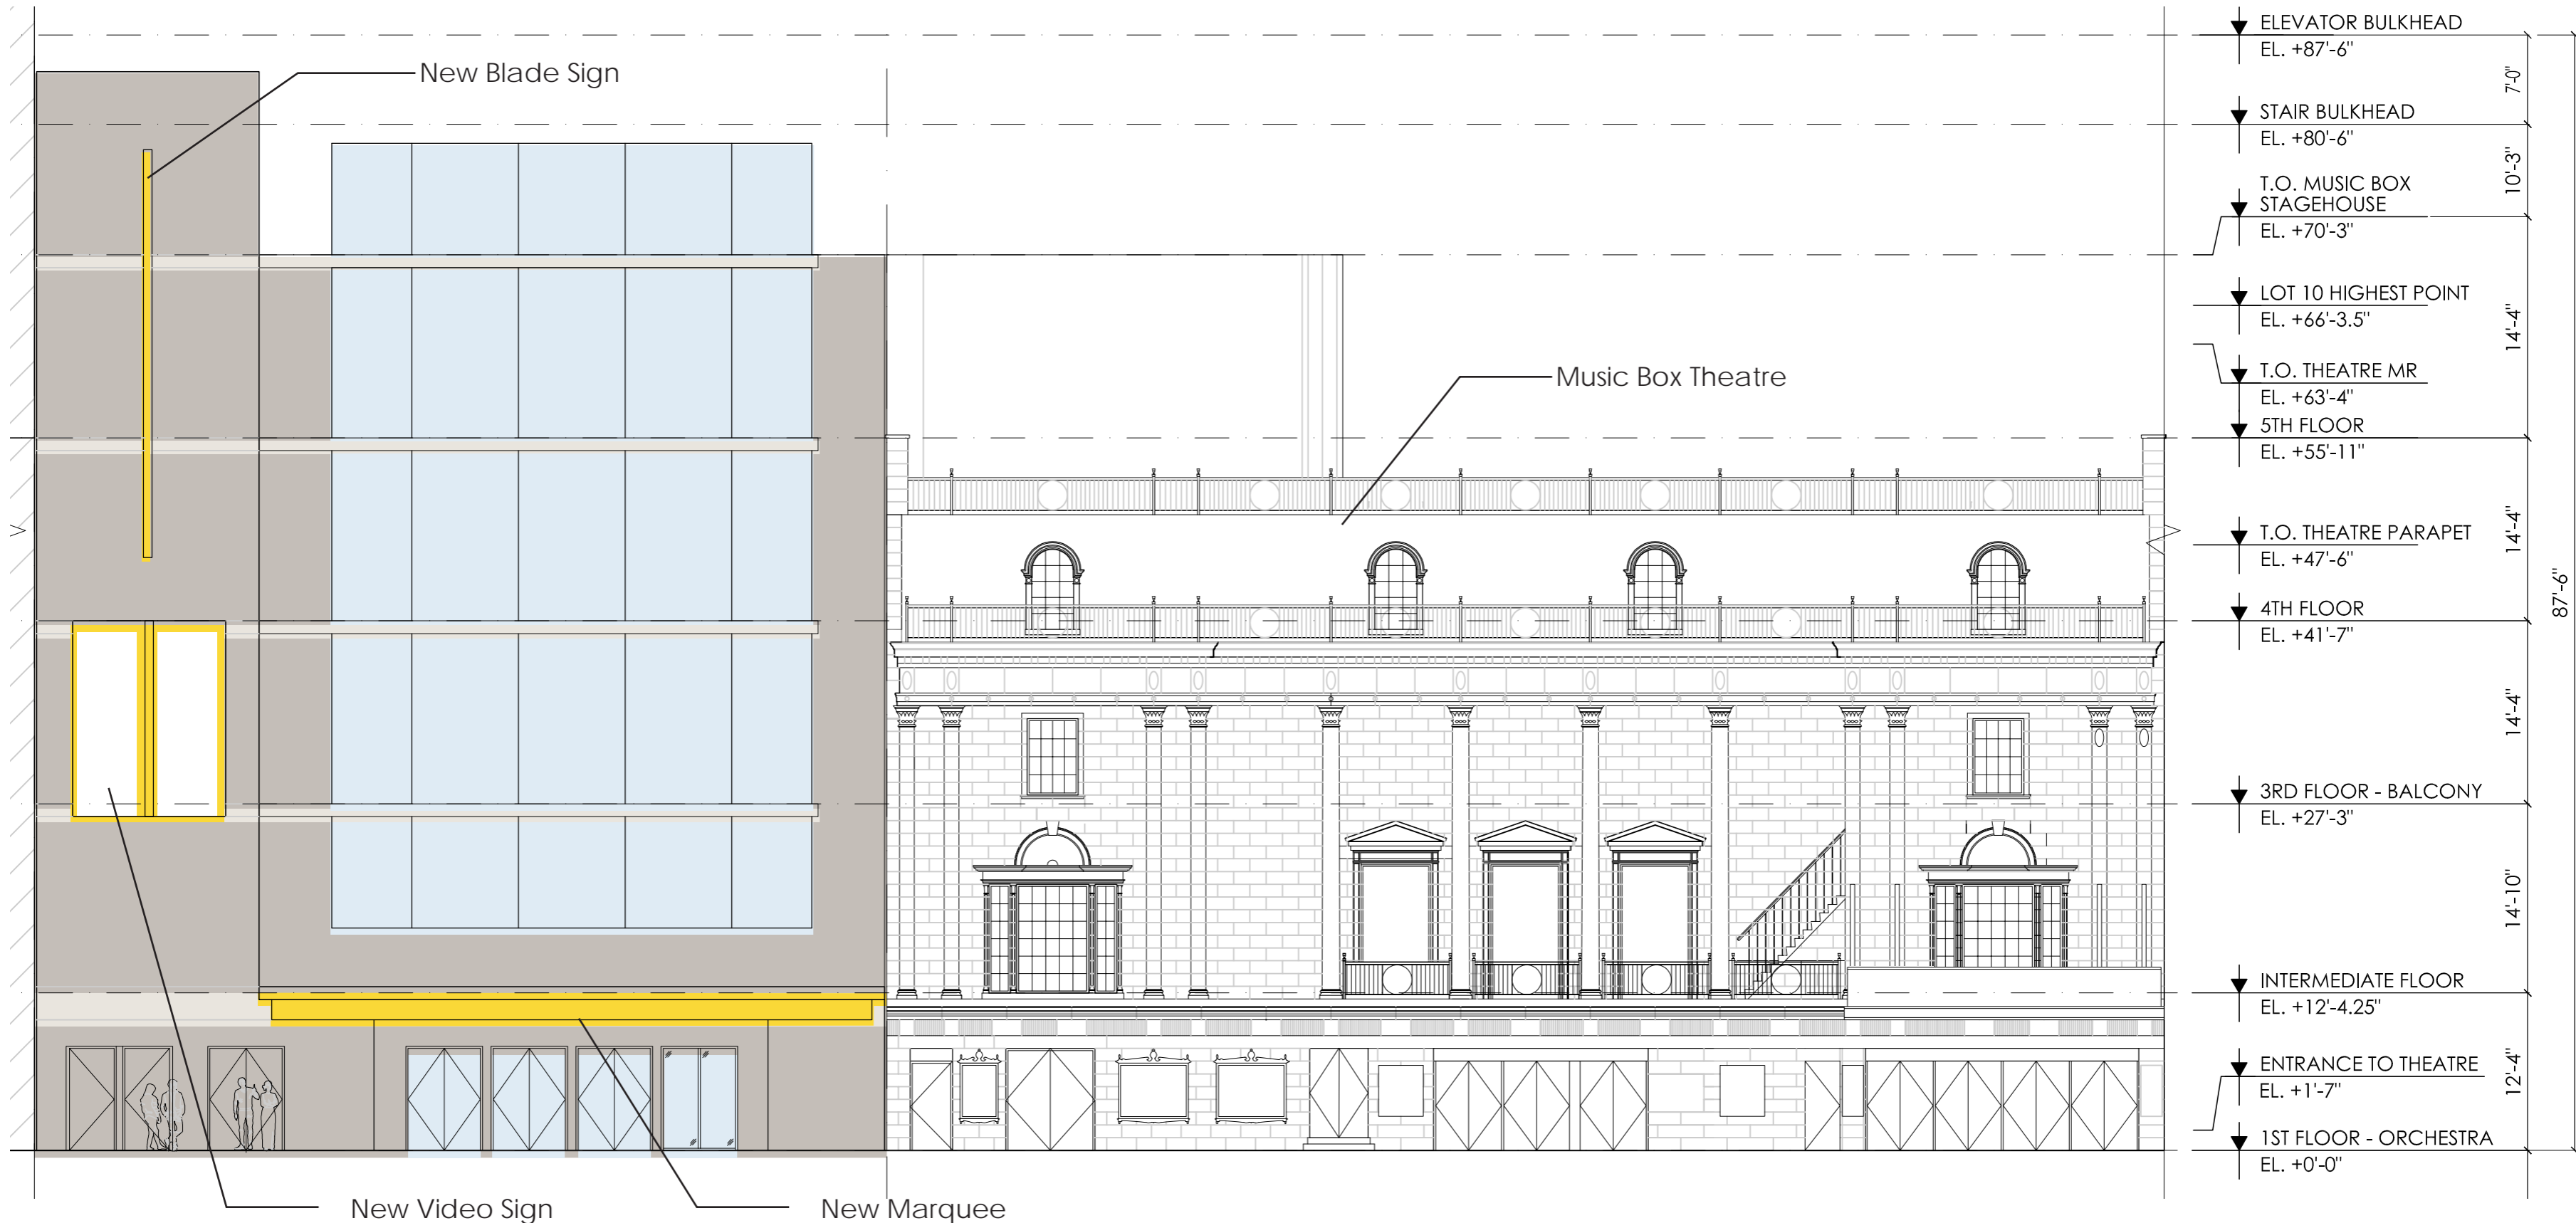 New Blade Sign
Music Box Theatre
New Video Sign
New Marquee
ELEVATOR BULKHEAD
EL. +87'-6"
7'-0"
STAIR BULKHEAD
EL. +80'-6"
10'-3"
T.O. MUSIC BOX
STAGEHOUSE
EL. +70'-3"
LOT 10 HIGHEST POINT
EL. +66'-3.5"
14'-4"
T.O. THEATRE MR
EL. +63'-4"
5TH FLOOR
EL. +55'-11"
14'-4"
T.O. THEATRE PARAPET
EL. +47'-6"
4TH FLOOR
EL. +41'-7"
87'-6"
14'-4"
3RD FLOOR - BALCONY
EL. +27'-3"
14'-10"
INTERMEDIATE FLOOR
EL. +12'-4.25"
ENTRANCE TO THEATRE
EL. +1'-7"
12'-4"
1ST FLOOR - ORCHESTRA
EL. +0'-0"